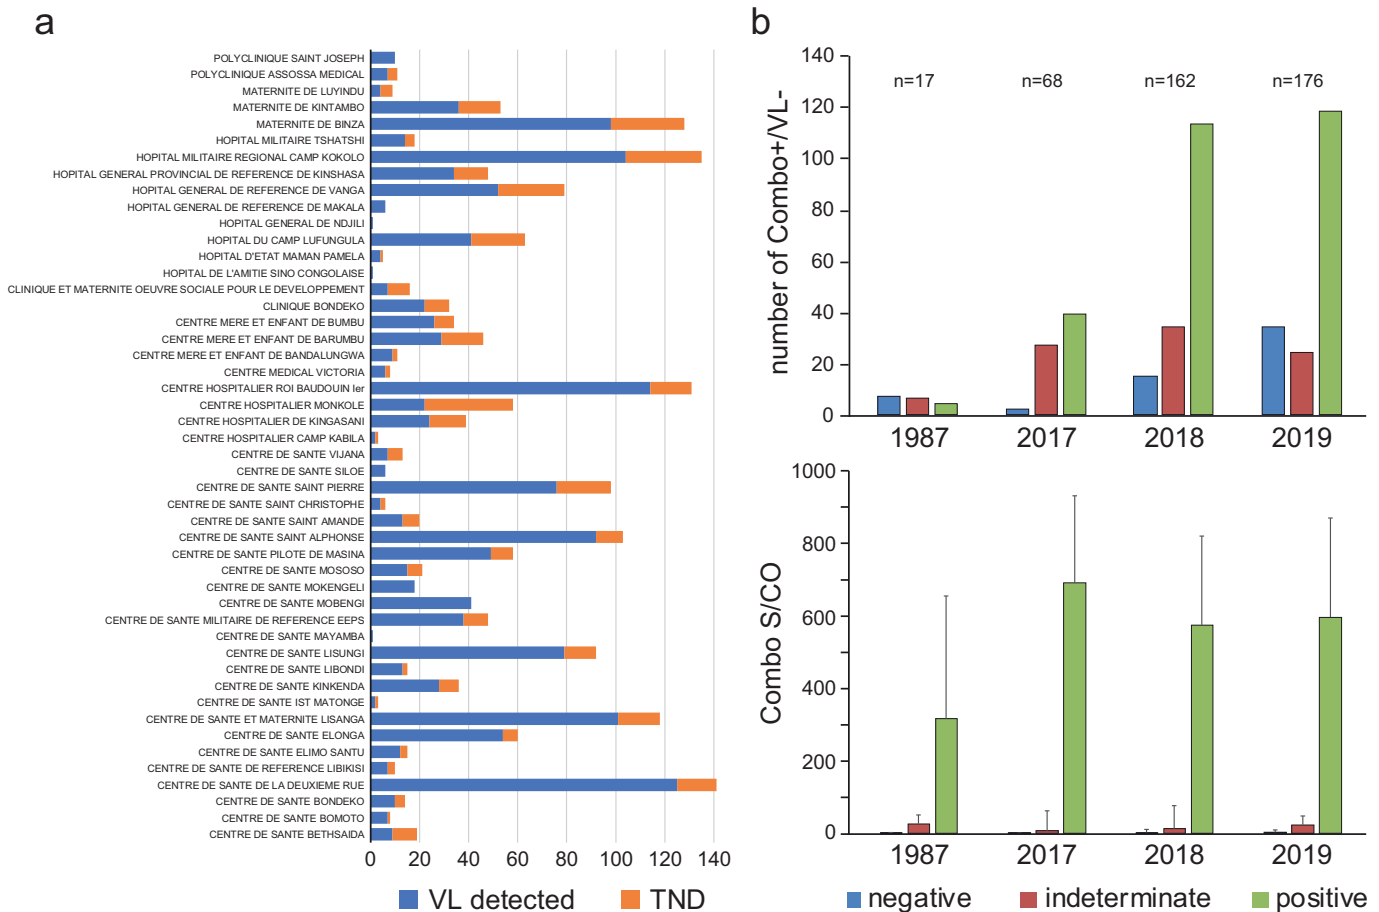 a
POLYCLINIQUE SAINT JOSEPH
POLYCLINIQUE ASSOSSA MEDICAL
MATERNITE DE LUYINDU
MATERNITE DE KINTAMBO
MATERNITE DE BINZA
HOPITAL MILITAIRE TSHATSHI
HOPITAL MILITAIRE REGIONAL CAMP KOKOLO
HOPITAL GENERAL PROVINCIAL DE REFERENCE DE KINSHASA
HOPITAL GENERAL DE REFERENCE DE VANGA
HOPITAL GENERAL DE REFERENCE DE MAKALA
HOPITAL GENERAL DE NDJILI
HOPITAL DU CAMP LUFUNGULA
HOPITAL D'ETAT MAMAN PAMELA
HOPITAL DE L'AMITIE SINO CONGOLAISE
CLINIQUE ET MATERNITE OEUVRE SOCIALE POUR LE DEVELOPPEMENT
CLINIQUE BONDEKO
CENTRE MERE ET ENFANT DE BUMBU
CENTRE MERE ET ENFANT DE BARUMBU
CENTRE MERE ET ENFANT DE BANDALUNGWA
CENTRE MEDICAL VICTORIA
CENTRE HOSPITALIER ROI BAUDOUIN Ier
CENTRE HOSPITALIER MONKOLE
CENTRE HOSPITALIER DE KINGASANI
CENTRE HOSPITALIER CAMP KABILA
CENTRE DE SANTE VIJANA
CENTRE DE SANTE SILOE
CENTRE DE SANTE SAINT PIERRE
CENTRE DE SANTE SAINT CHRISTOPHE
CENTRE DE SANTE SAINT AMANDE
CENTRE DE SANTE SAINT ALPHONSE
CENTRE DE SANTE PILOTE DE MASINA
CENTRE DE SANTE MOSOSO
CENTRE DE SANTE MOKENGELI
CENTRE DE SANTE MOBENGI
CENTRE DE SANTE MILITAIRE DE REFERENCE EEPS
CENTRE DE SANTE MAYAMBA
CENTRE DE SANTE LISUNGI
CENTRE DE SANTE LIBONDI
CENTRE DE SANTE KINKENDA
CENTRE DE SANTE IST MATONGE
CENTRE DE SANTE ET MATERNITE LISANGA
CENTRE DE SANTE ELONGA
CENTRE DE SANTE ELIMO SANTU
CENTRE DE SANTE DE REFERENCE LIBIKISI
CENTRE DE SANTE DE LA DEUXIEME RUE
CENTRE DE SANTE BONDEKO
CENTRE DE SANTE BOMOTO
CENTRE DE SANTE BETHSAIDA
0 20 40 60 80 100 120 140
VL detected TND
b
number of Combo+/VL-
140
120
100
80
60
40
20
0
n=17 n=68 n=162 n=176
1987 2017 2018 2019
Combo S/CO
1000
800
600
400
200
0
1987 2017 2018 2019
negative indeterminate positive